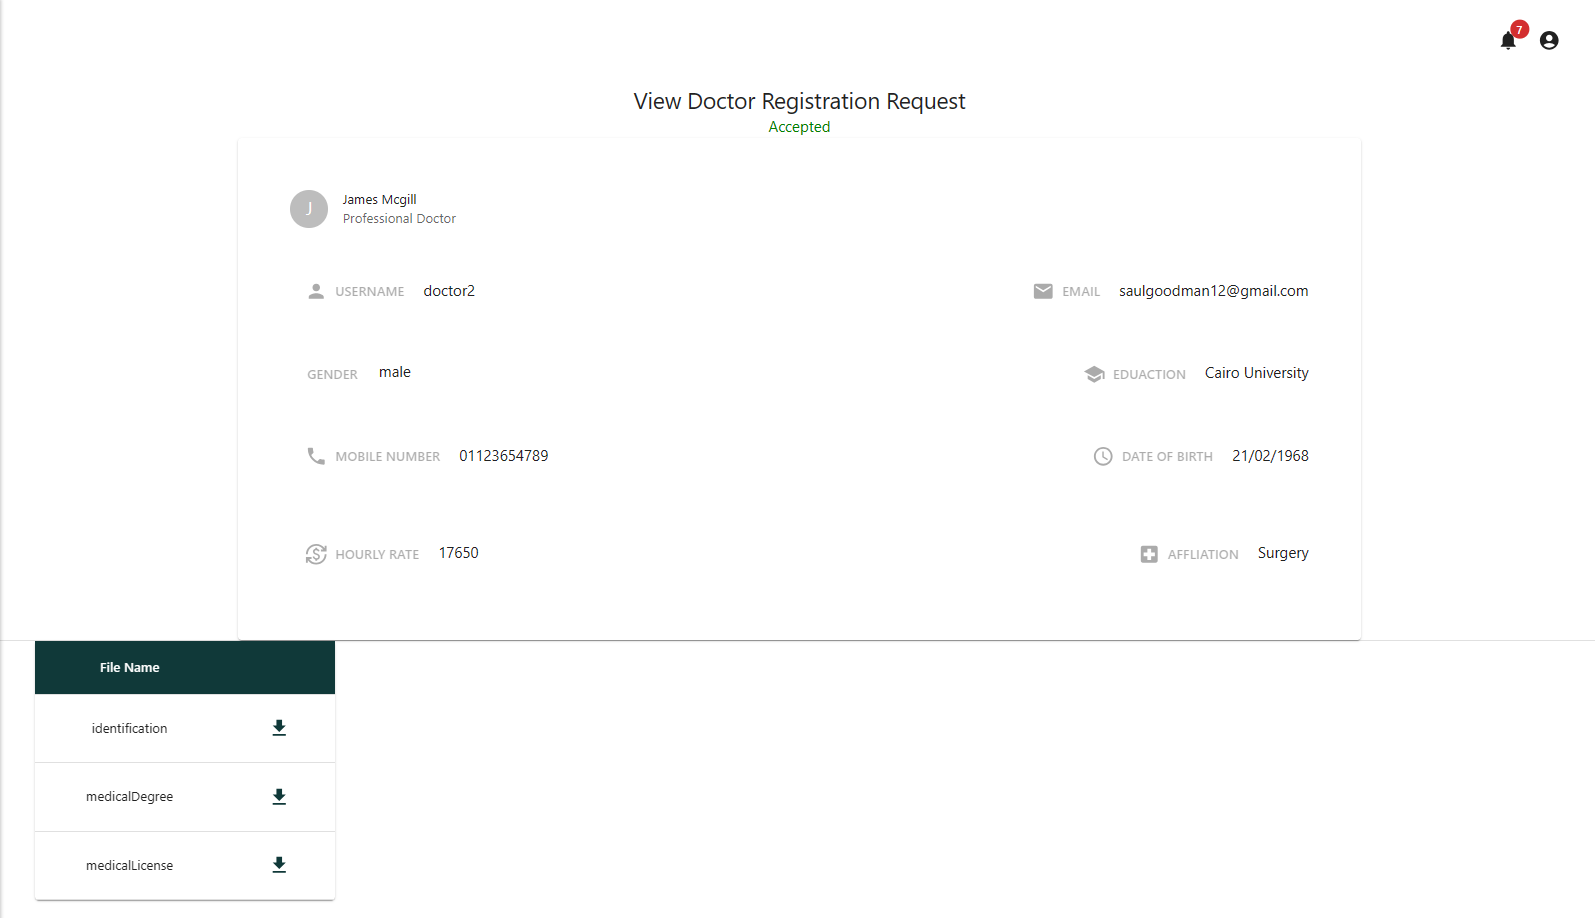 7
View Doctor Registration Request
Accepted
J
James Mcgill
Professional Doctor
USERNAME doctor2
EMAIL saulgoodman12@gmail.com
GENDER male
EDUACTION Cairo University
MOBILE NUMBER 01123654789
DATE OF BIRTH 21/02/1968
HOURLY RATE 17650
AFFLIATION Surgery
File Name
identification
medicalDegree
medicalLicense